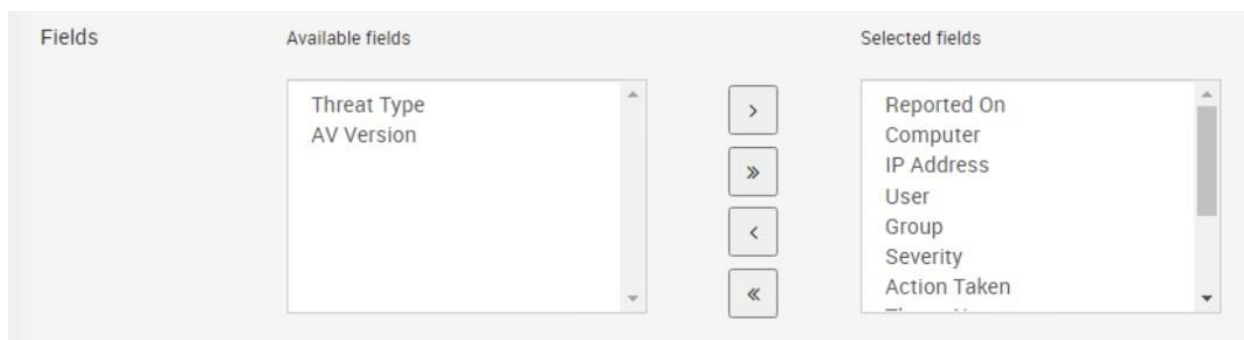 Fields
Available fields
Selected fields
Threat Type
AV Version
>
»
<
«
Reported On
Computer
IP Address
User
Group
Severity
Action Taken